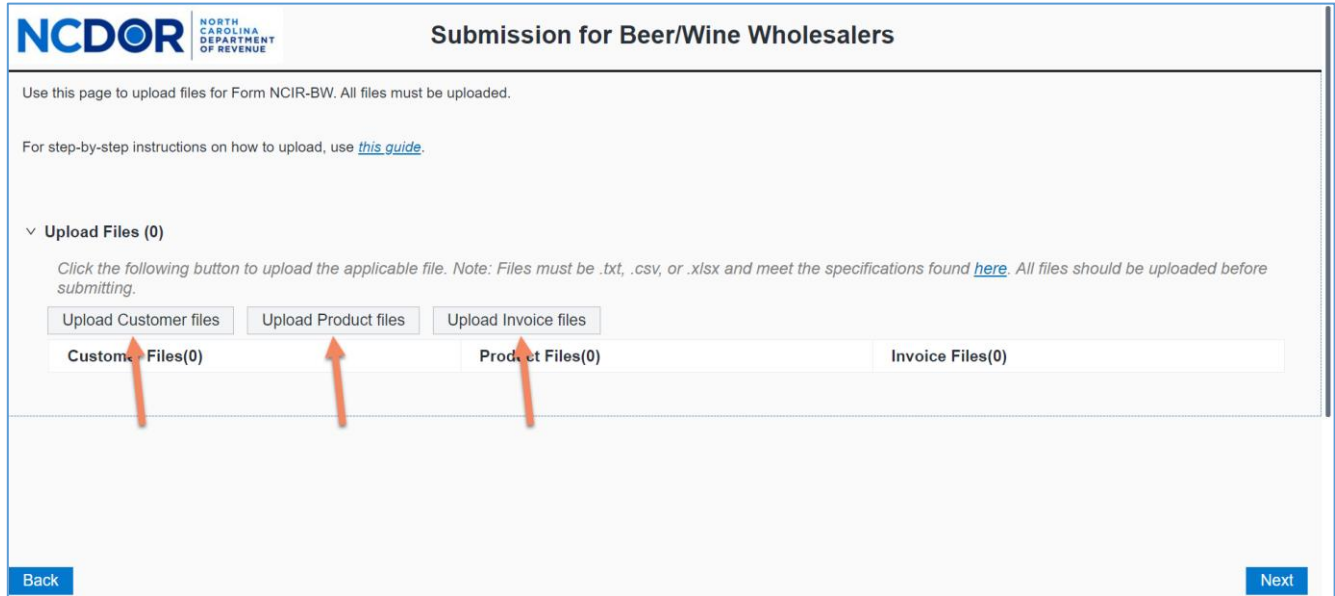 NCDOR
NORTH
CAROLINA
DEPARTMENT
OF REVENUE
Submission for Beer/Wine Wholesalers
Use this page to upload files for Form NCIR-BW. All files must be uploaded.
For step-by-step instructions on how to upload, use this guide.
Upload Files (0)
Click the following button to upload the applicable file. Note: Files must be .txt, .csv, or .xlsx and meet the specifications found here. All files should be uploaded before
submitting.
Upload Customer files Upload Product files Upload Invoice files
Customer Files(0) Product Files(0) Invoice Files(0)
Back Next